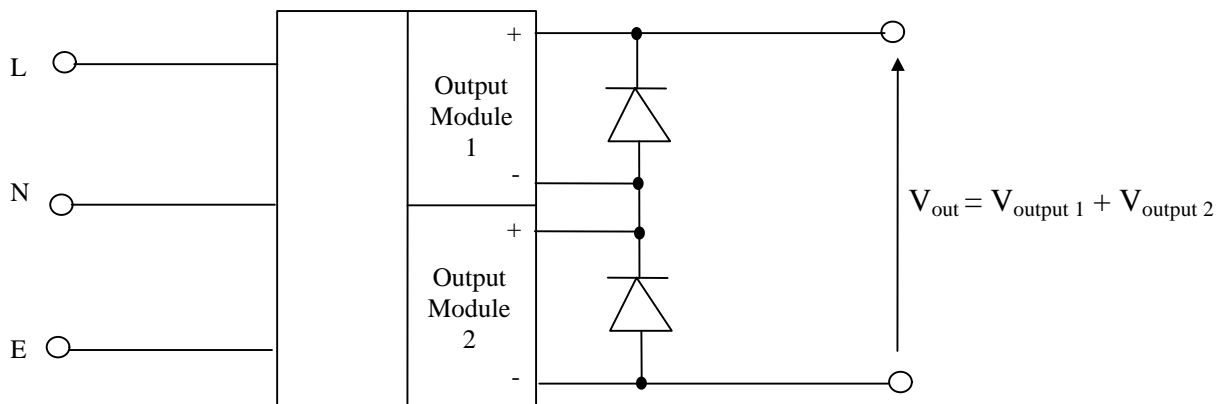 L
N
E
+
Output
Module
1
-
+
Output
Module
2
-
V_out = V_output 1 + V_output 2